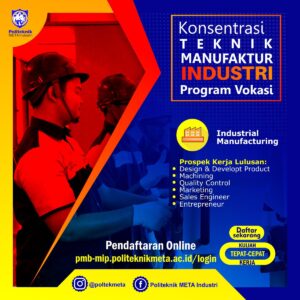 Politeknik
META Industri
Konsentrasi
TEKNIK
MANUFAKTUR
INDUSTRI
Program Vokasi
Industrial
Manufacturing
Prospek Kerja Lulusan:
• Design & Developt Product
• Machining
• Quality Control
• Marketing
• Sales Engineer
• Entrepreneur
Pendaftaran Online
pmb-mip.politeknikmeta.ac.id/login
Daftar
sekarang
KULIAH
TEPAT-CEPAT
KERJA
@poltekmeta
Politeknik META Industri